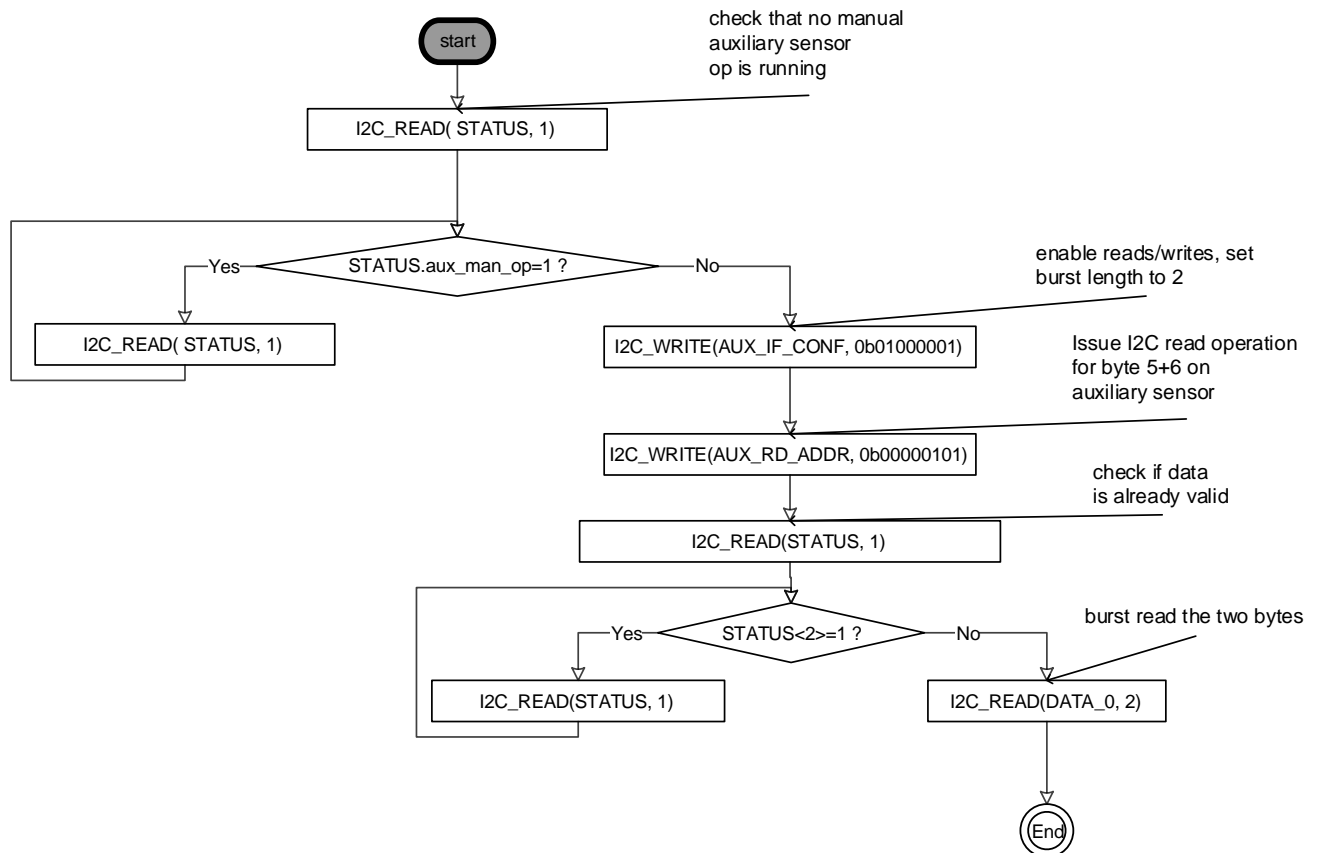 check that no manual
auxiliary sensor
op is running
start
I2C_READ( STATUS, 1)
STATUS.aux_man_op=1 ?
Yes
No
I2C_READ( STATUS, 1)
enable reads/writes, set
burst length to 2
I2C_WRITE(AUX_IF_CONF, 0b01000001)
Issue I2C read operation
for byte 5+6 on
auxiliary sensor
I2C_WRITE(AUX_RD_ADDR, 0b00000101)
check if data
is already valid
I2C_READ(STATUS, 1)
STATUS<2>=1 ?
Yes
No
I2C_READ(STATUS, 1)
burst read the two bytes
I2C_READ(DATA_0, 2)
End